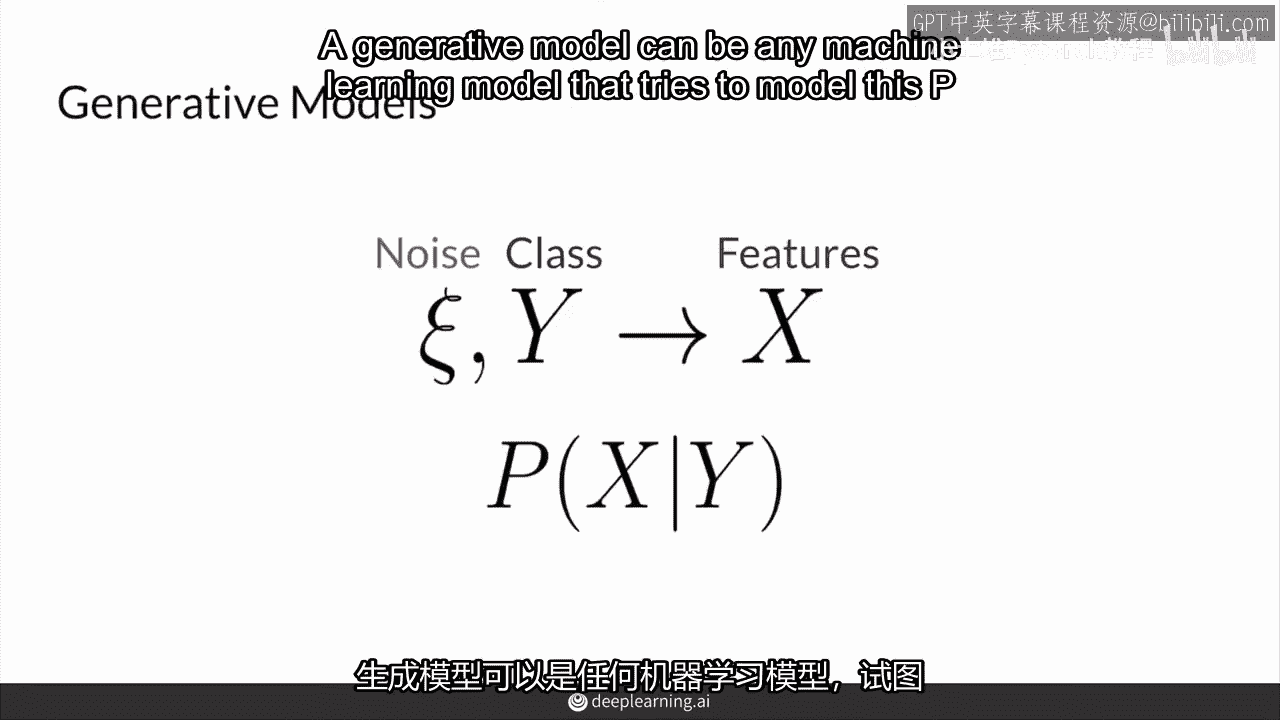 GPT中英字幕课程资源@bilibili.com
A generative model can be any machine
learning model that tries to model this P
Generative Models
Noise Class Features
ξ, Y → X
P(X|Y)
生成模型可以是任何机器学习模型，试图
deeplearning.ai